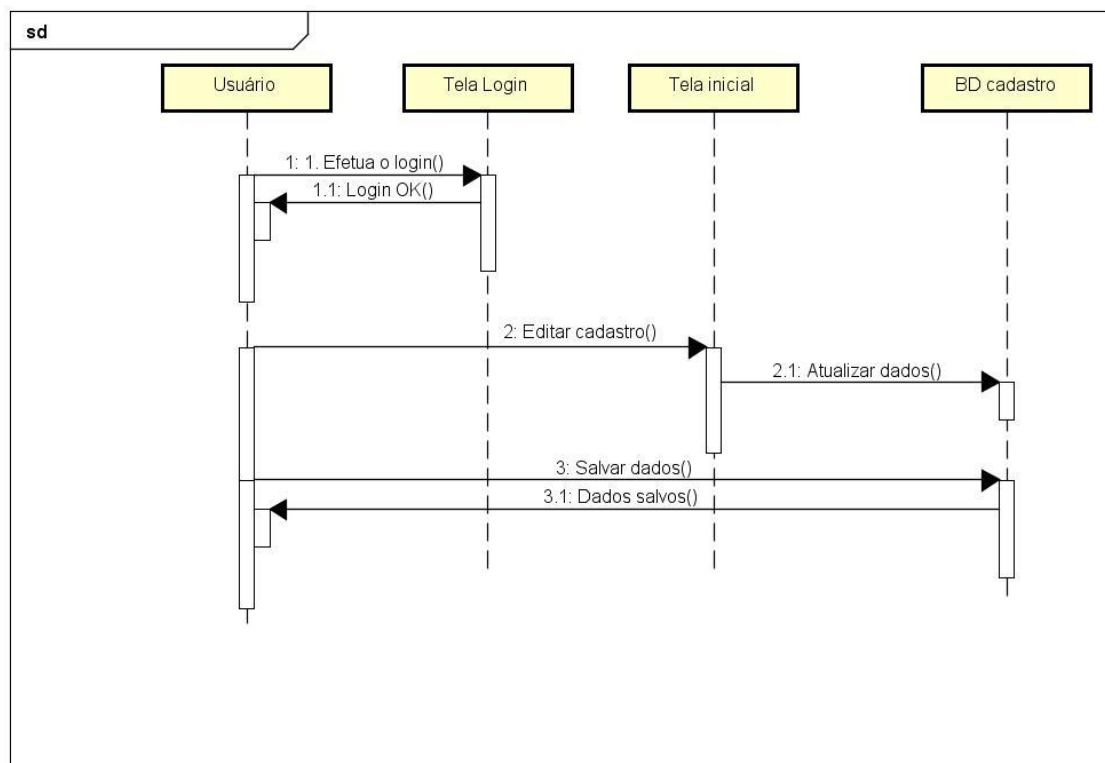 sd
Usuário
Tela Login
Tela inicial
BD cadastro
1: 1. Efetua o login()
1.1: Login OK()
2: Editar cadastro()
2.1: Atualizar dados()
3: Salvar dados()
3.1: Dados salvos()